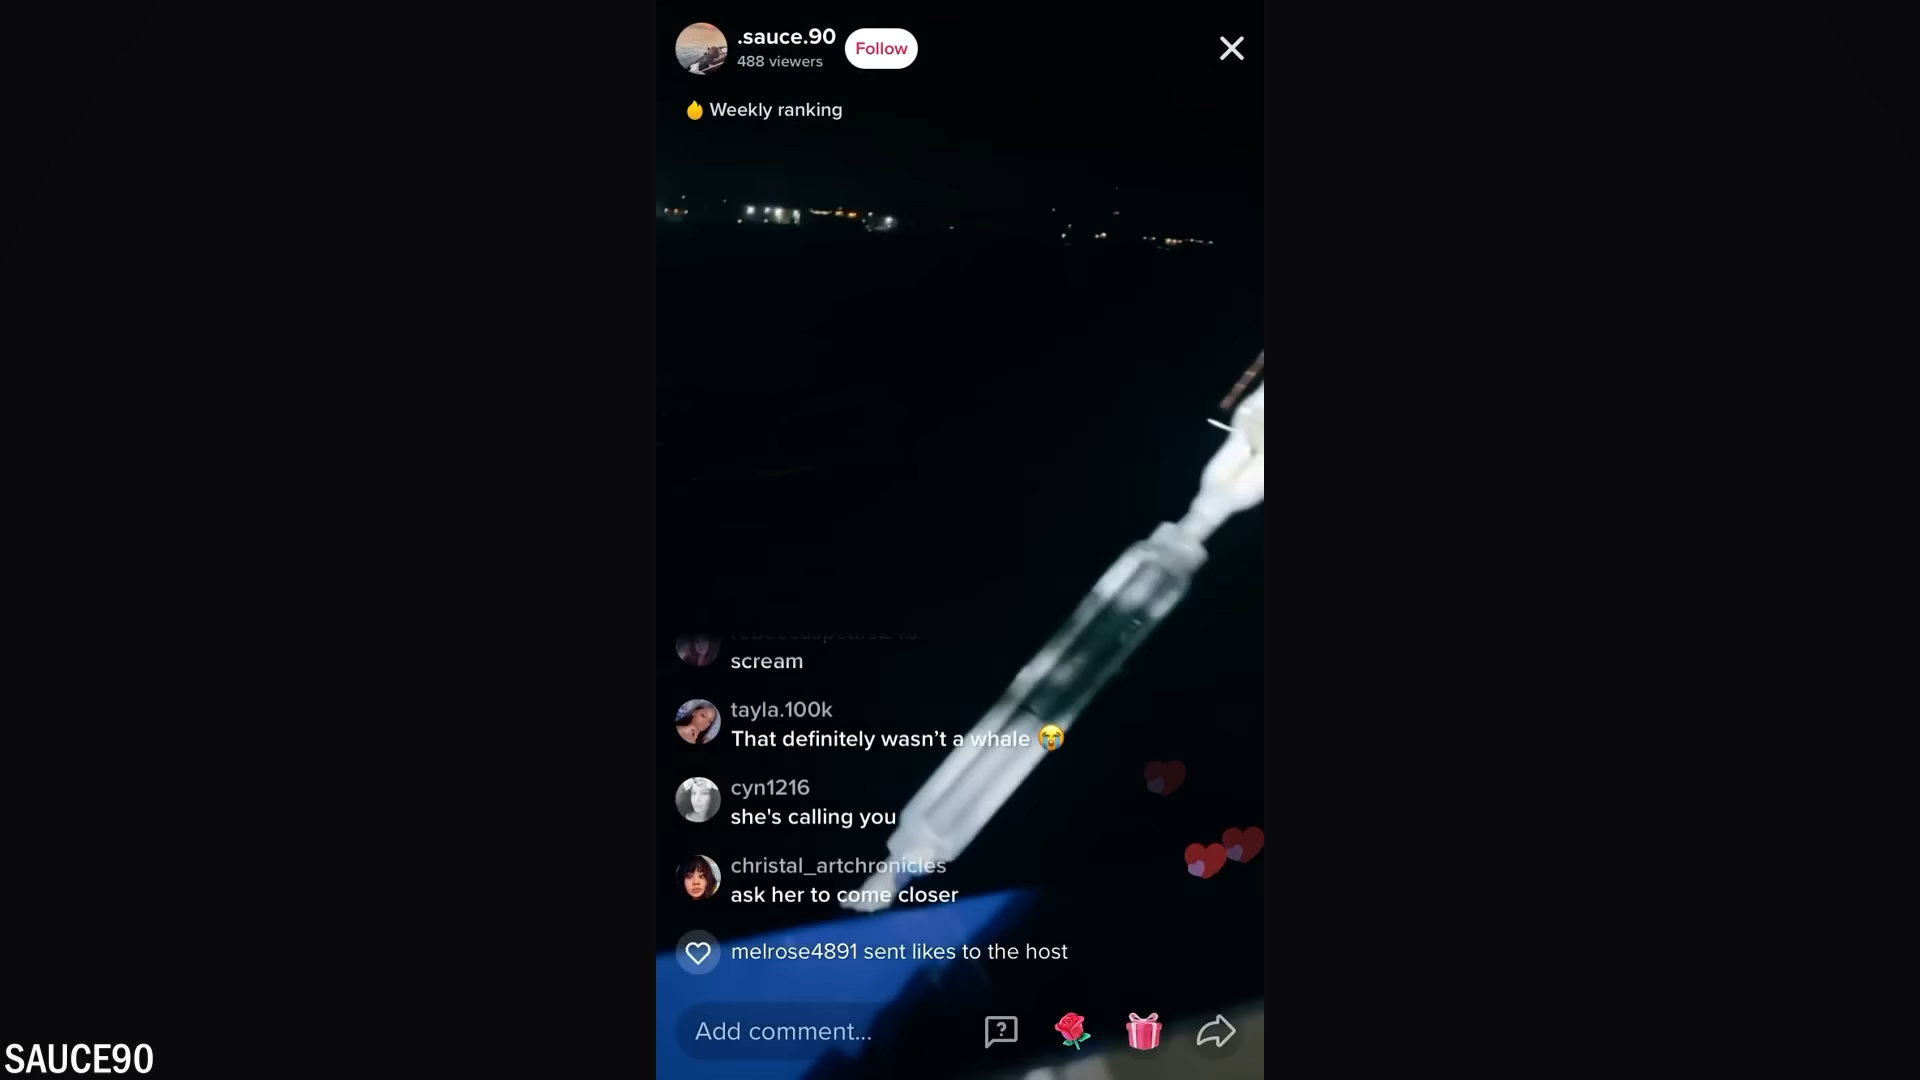 .sauce.90
Follow
488 viewers
Weekly ranking
scream
tayla.100k
That definitely wasn’t a whale 😭
cyn1216
she's calling you
christal_artchronicles
ask her to come closer
melrose4891 sent likes to the host
Add comment...
SAUCE90